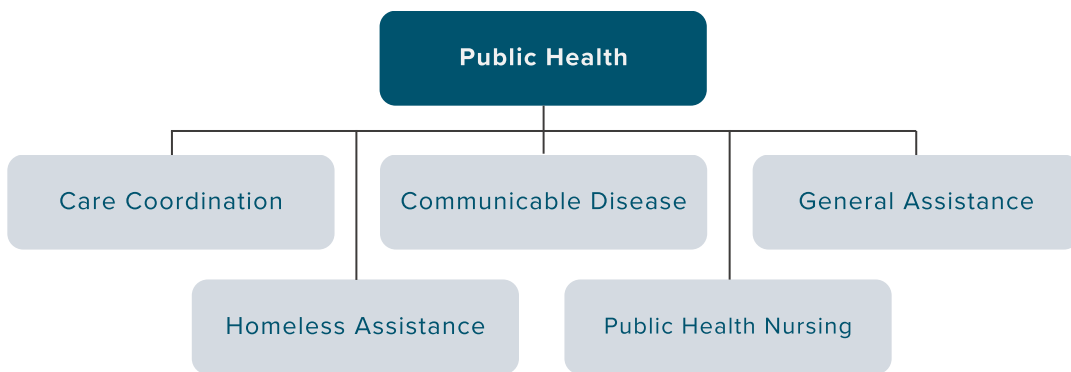 Public Health
Care Coordination
Communicable Disease
General Assistance
Homeless Assistance
Public Health Nursing